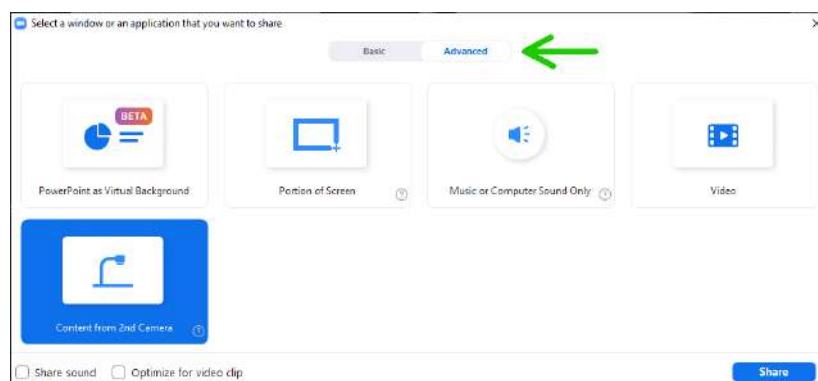 Select a window or an application that you want to share
Basic
Advanced
BETA
PowerPoint as Virtual Background
Portion of Screen
Music or Computer Sound Only
Video
Content from 2nd Camera
Share sound
Optimize for video clip
Share